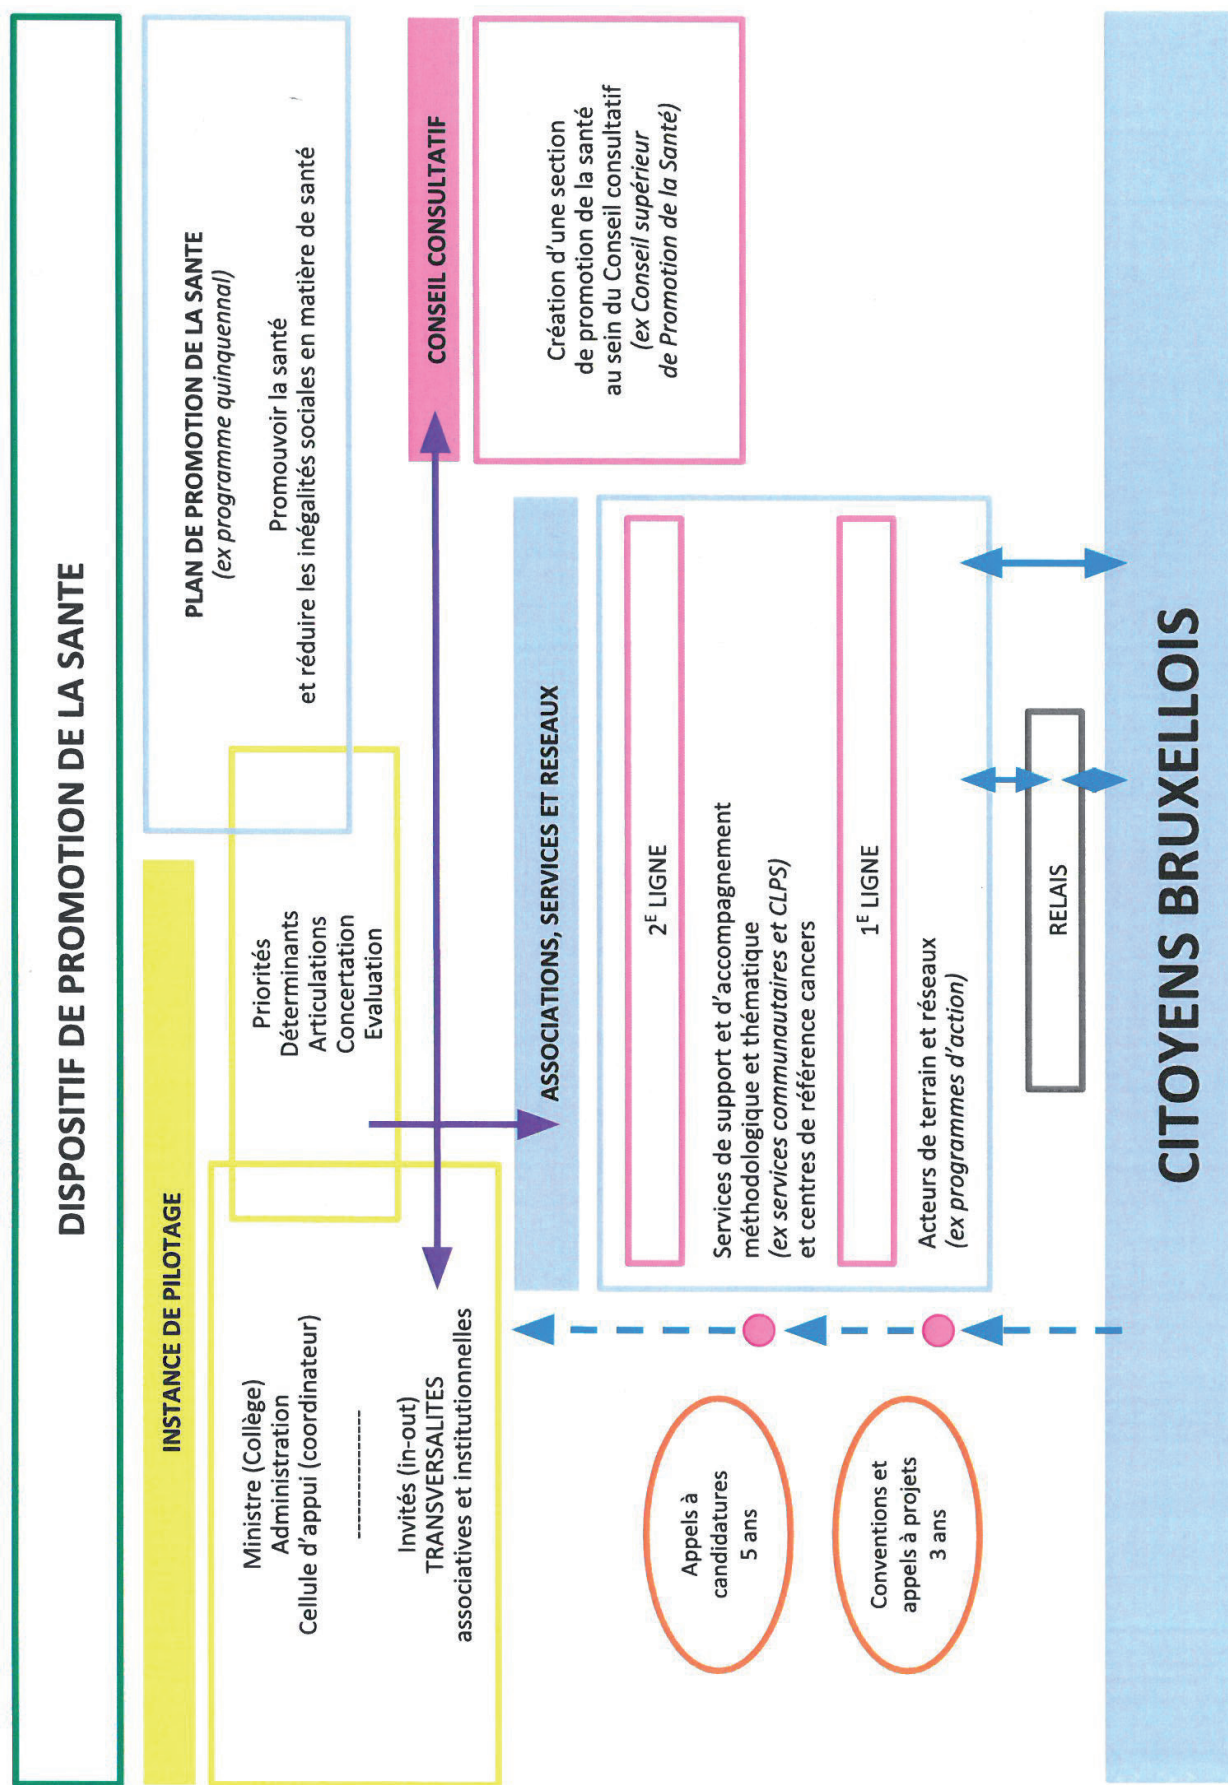 DISPOSITIF DE PROMOTION DE LA SANTE
INSTANCE DE PILOTAGE
Ministre (Collège)
Administration
Cellule d'appui (coordinateur)
----------------
Invités (in-out)
TRANSVERSALITES
associatives et institutionnelles
Priorités
Déterminants
Articulations
Concertation
Evaluation
PLAN DE PROMOTION DE LA SANTE
(ex programme quinquennal)
Promouvoir la santé
et réduire les inégalités sociales en matière de santé
CONSEIL CONSULTATIF
Création d'une section
de promotion de la santé
au sein du Conseil consultatif
(ex Conseil supérieur
de Promotion de la Santé)
ASSOCIATIONS, SERVICES ET RESEAUX
2E LIGNE
Services de support et d'accompagnement
méthodologique et thématique
(ex services communautaires et CLPS)
et centres de référence cancers
1E LIGNE
Acteurs de terrain et réseaux
(ex programmes d'action)
Appels à
candidatures
5 ans
Conventions et
appels à projets
3 ans
RELAIS
CITOYENS BRUXELLOIS